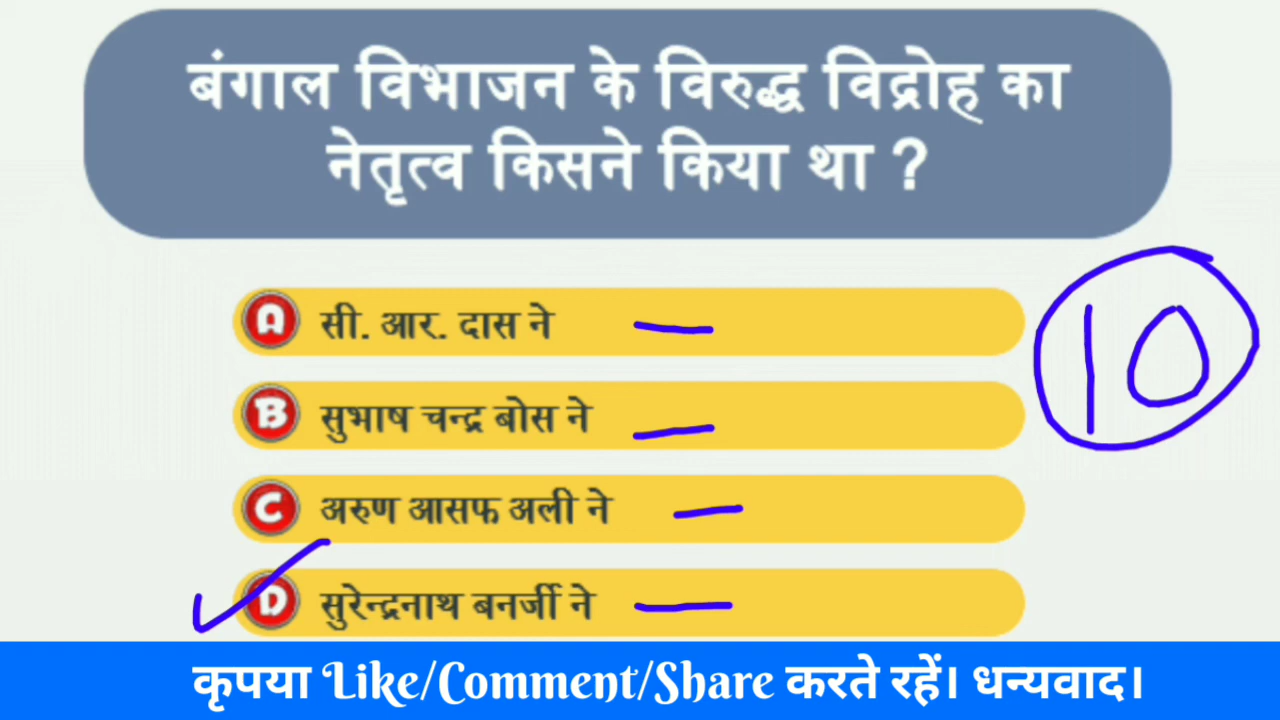 बंगाल विभाजन के विरुद्ध विद्रोह का
नेतृत्व किसने किया था ?
10
A सी. आर. दास ने
B सुभाष चन्द्र बोस ने
C अरुण आसफ अली ने
D सुरेन्द्रनाथ बनर्जी ने
कृपया Like/Comment/Share करते रहें। धन्यवाद।